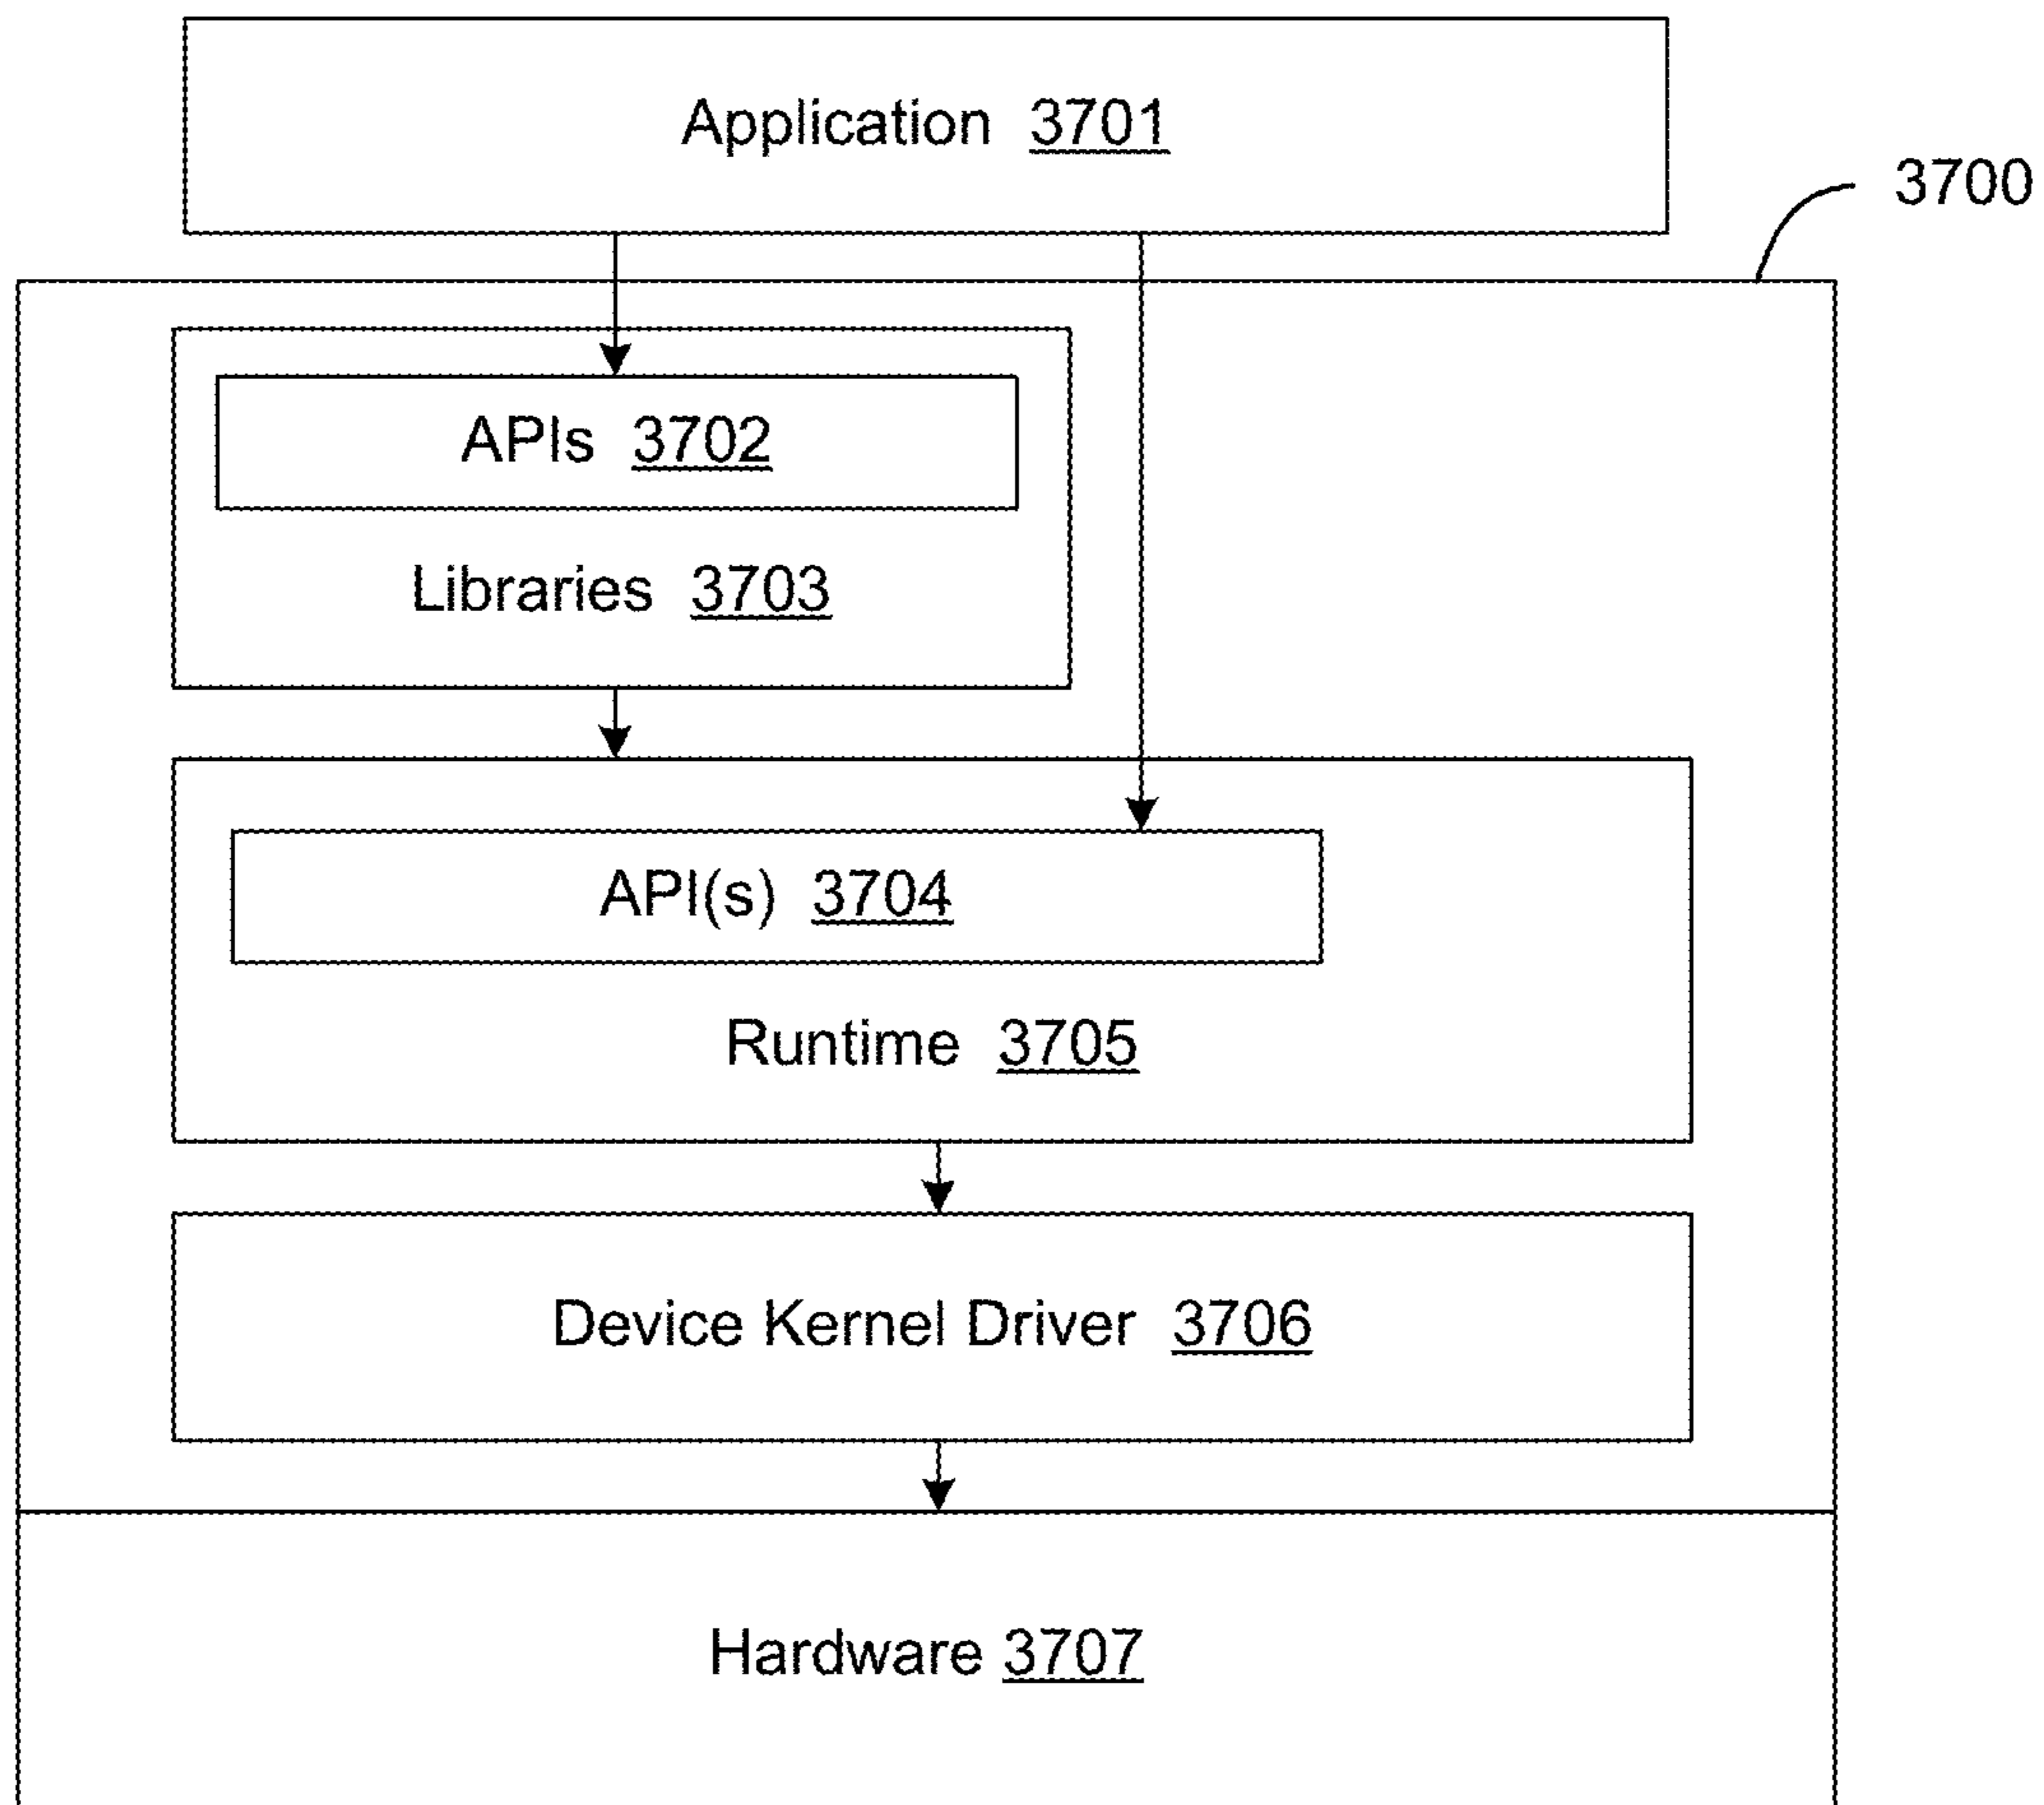 Application 3701
3700
APIs 3702
Libraries 3703
API(s) 3704
Runtime 3705
Device Kernel Driver 3706
Hardware 3707